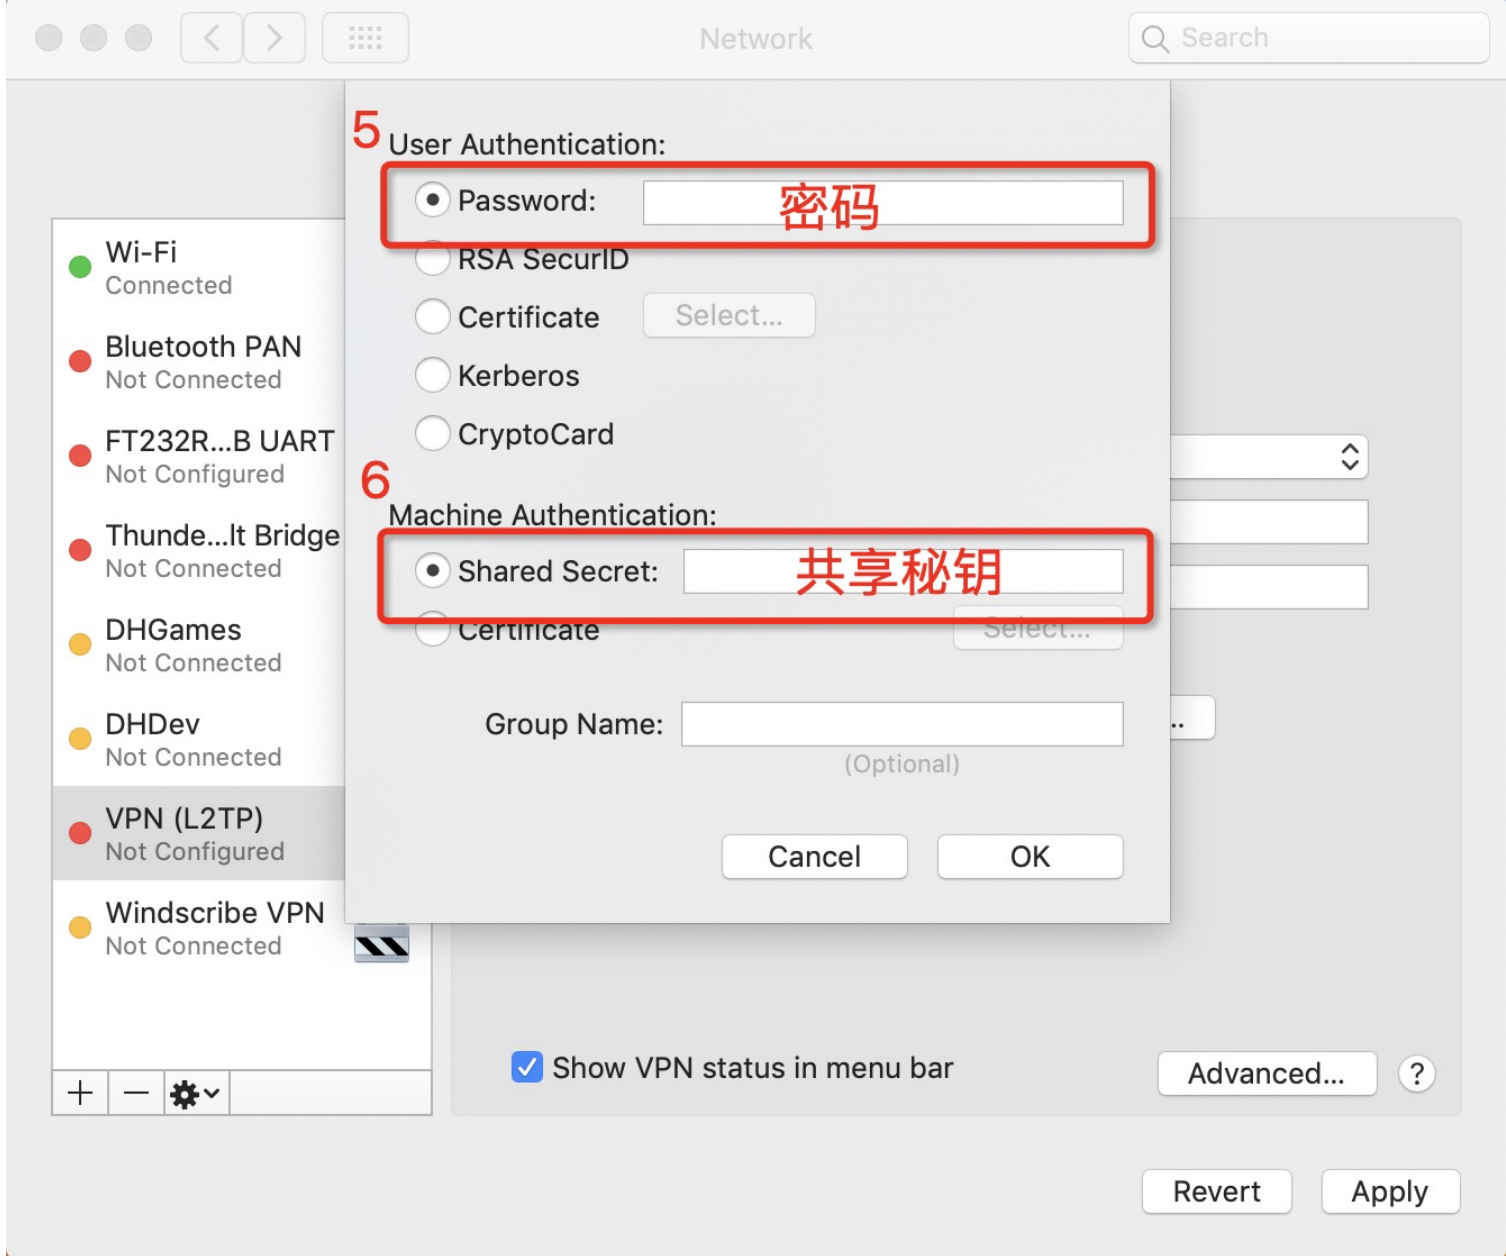 Network
Search
5
User Authentication:
Password: 密码
RSA SecurID
Certificate Select...
Kerberos
CryptoCard
6
Machine Authentication:
Shared Secret: 共享秘钥
Certificate Select...
Group Name:
(Optional)
Cancel OK
Wi-Fi
Connected
Bluetooth PAN
Not Connected
FT232R...B UART
Not Configured
Thunde...lt Bridge
Not Connected
DHGames
Not Connected
DHDev
Not Connected
VPN (L2TP)
Not Configured
Windscribe VPN
Not Connected
..
Show VPN status in menu bar
Advanced... ?
Revert Apply